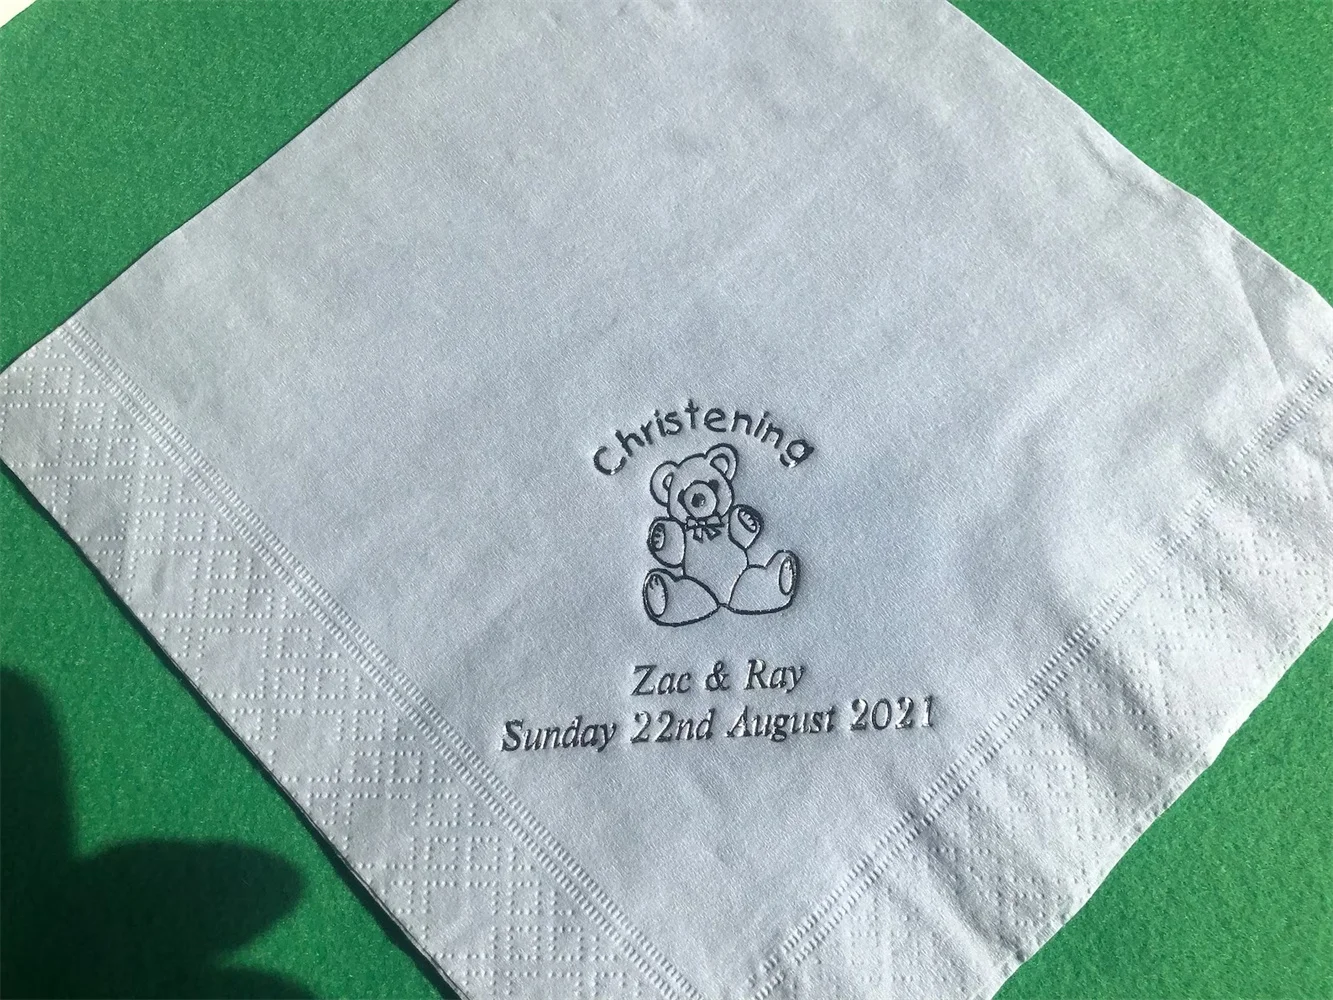 Christening
Zac & Ray
Sunday 22nd August 2021